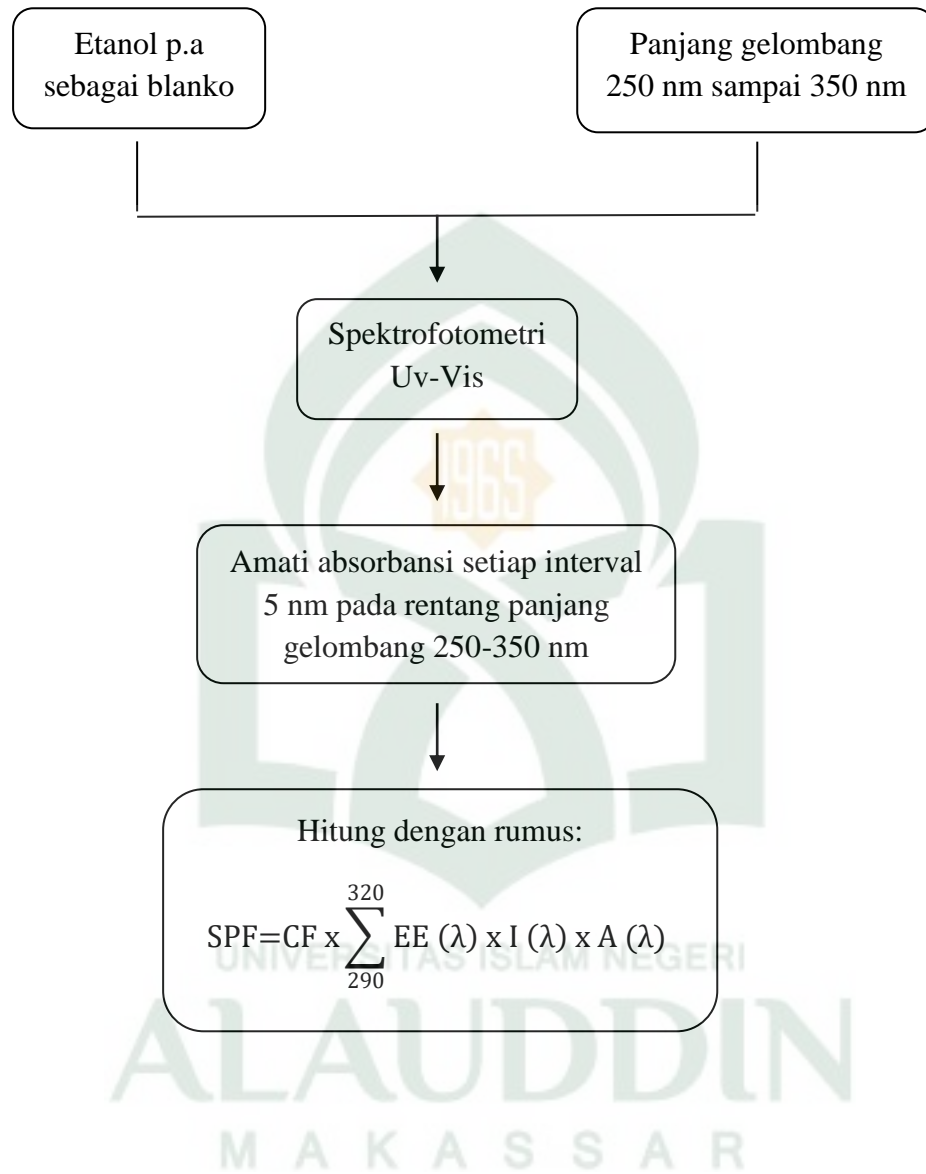 Etanol p.a
sebagai blanko
Panjang gelombang
250 nm sampai 350 nm
Spektrofotometri
Uv-Vis
1965
Amati absorbansi setiap interval
5 nm pada rentang panjang
gelombang 250-350 nm
Hitung dengan rumus:
320
SPF=CF x ∑ EE (λ) x I (λ) x A (λ)
290
UNIVERSITAS ISLAM NEGERI
ALAUDDIN
MAKASSAR